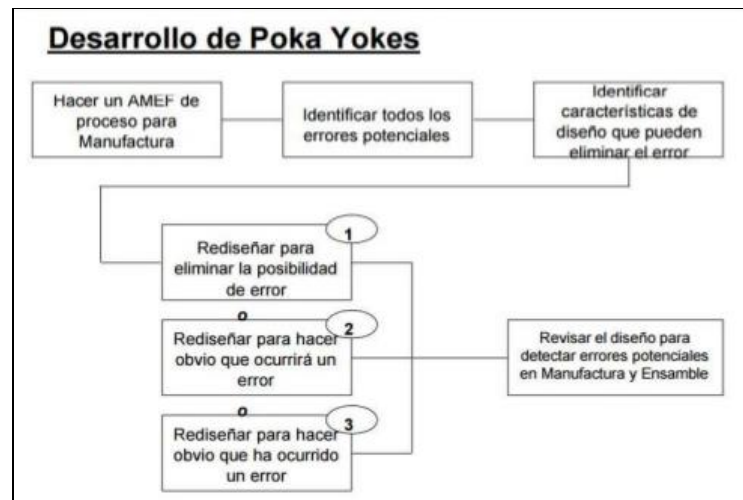 Desarrollo de Poka Yokes
Hacer un AMEF de
proceso para
Manufactura
Identificar todos los
errores potenciales
Identificar
características de
diseño que pueden
eliminar el error
1
Rediseñar para
eliminar la posibilidad
de error
o
2
Rediseñar para hacer
obvio que ocurrirá un
error
o
3
Rediseñar para hacer
obvio que ha ocurrido
un error
Revisar el diseño para
detectar errores potenciales
en Manufactura y Ensamble